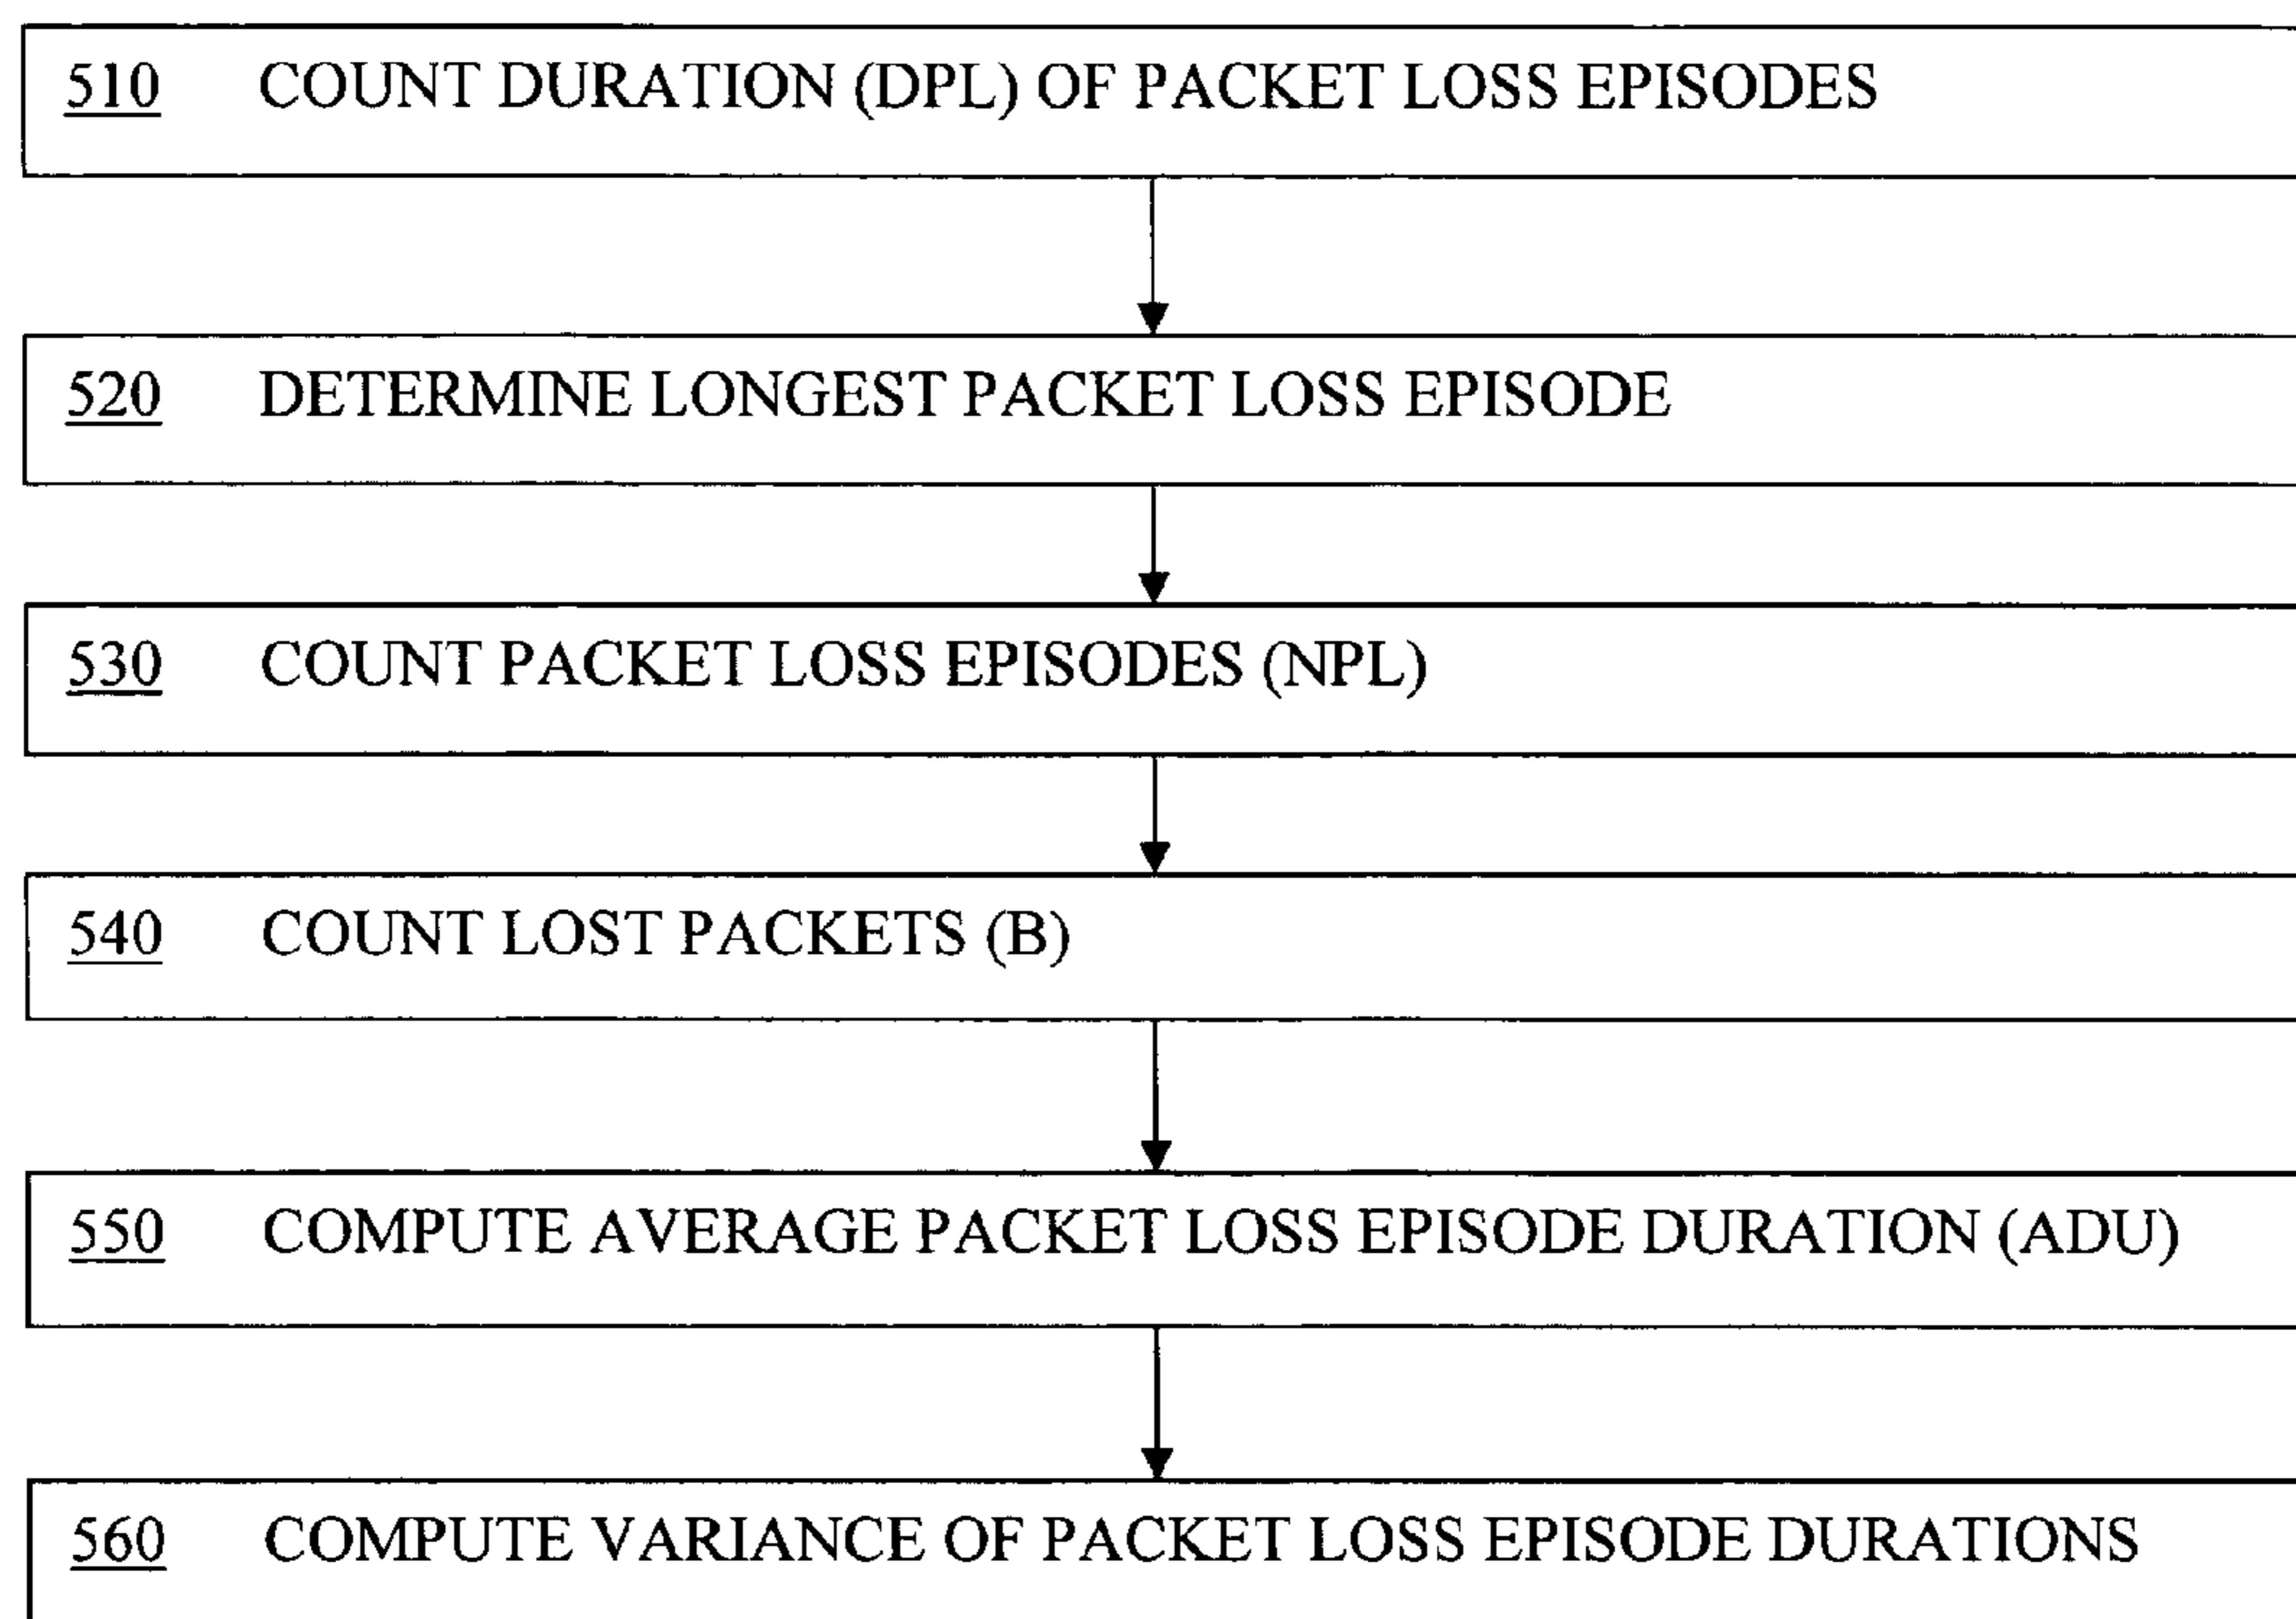 510 COUNT DURATION (DPL) OF PACKET LOSS EPISODES
520 DETERMINE LONGEST PACKET LOSS EPISODE
530 COUNT PACKET LOSS EPISODES (NPL)
540 COUNT LOST PACKETS (B)
550 COMPUTE AVERAGE PACKET LOSS EPISODE DURATION (ADU)
560 COMPUTE VARIANCE OF PACKET LOSS EPISODE DURATIONS